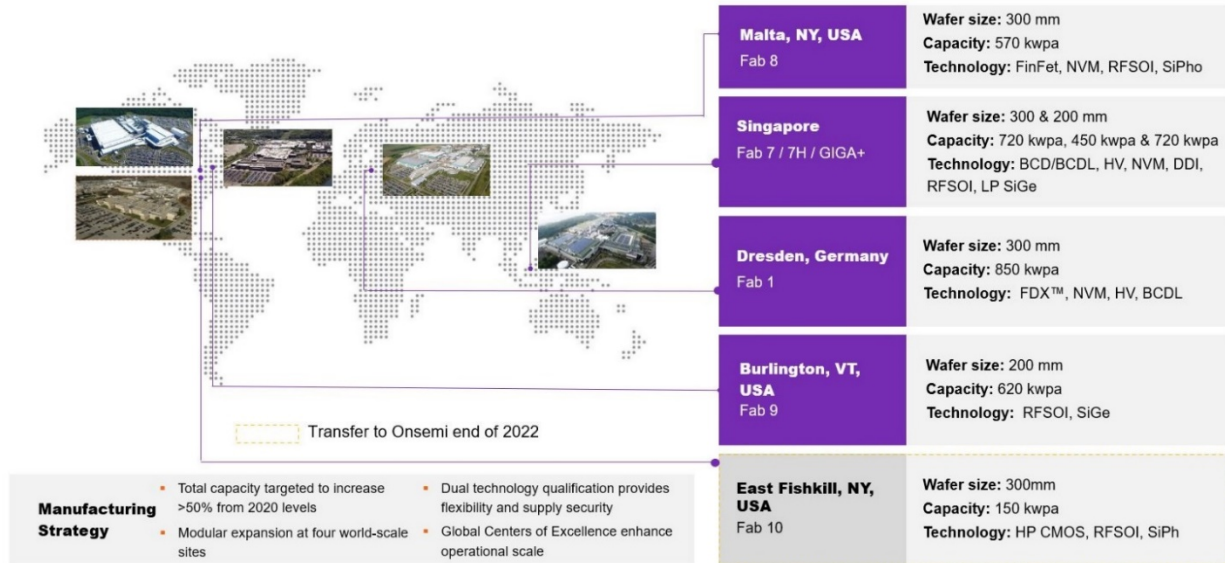 Malta, NY, USA
Fab 8
Wafer size: 300 mm
Capacity: 570 kwpa
Technology: FinFet, NVM, RFSOI, SiPho
Singapore
Fab 7 / 7H / GIGA+
Wafer size: 300 & 200 mm
Capacity: 720 kwpa, 450 kwpa & 720 kwpa
Technology: BCD/BCDL, HV, NVM, DDI,
RFSOI, LP SiGe
Dresden, Germany
Fab 1
Wafer size: 300 mm
Capacity: 850 kwpa
Technology: FDX™, NVM, HV, BCDL
Burlington, VT,
USA
Fab 9
Wafer size: 200 mm
Capacity: 620 kwpa
Technology: RFSOI, SiGe
Transfer to Onsemi end of 2022
East Fishkill, NY,
USA
Fab 10
Wafer size: 300mm
Capacity: 150 kwpa
Technology: HP CMOS, RFSOI, SiPh
Manufacturing
Strategy
Total capacity targeted to increase
>50% from 2020 levels
Modular expansion at four world-scale
sites
Dual technology qualification provides
flexibility and supply security
Global Centers of Excellence enhance
operational scale